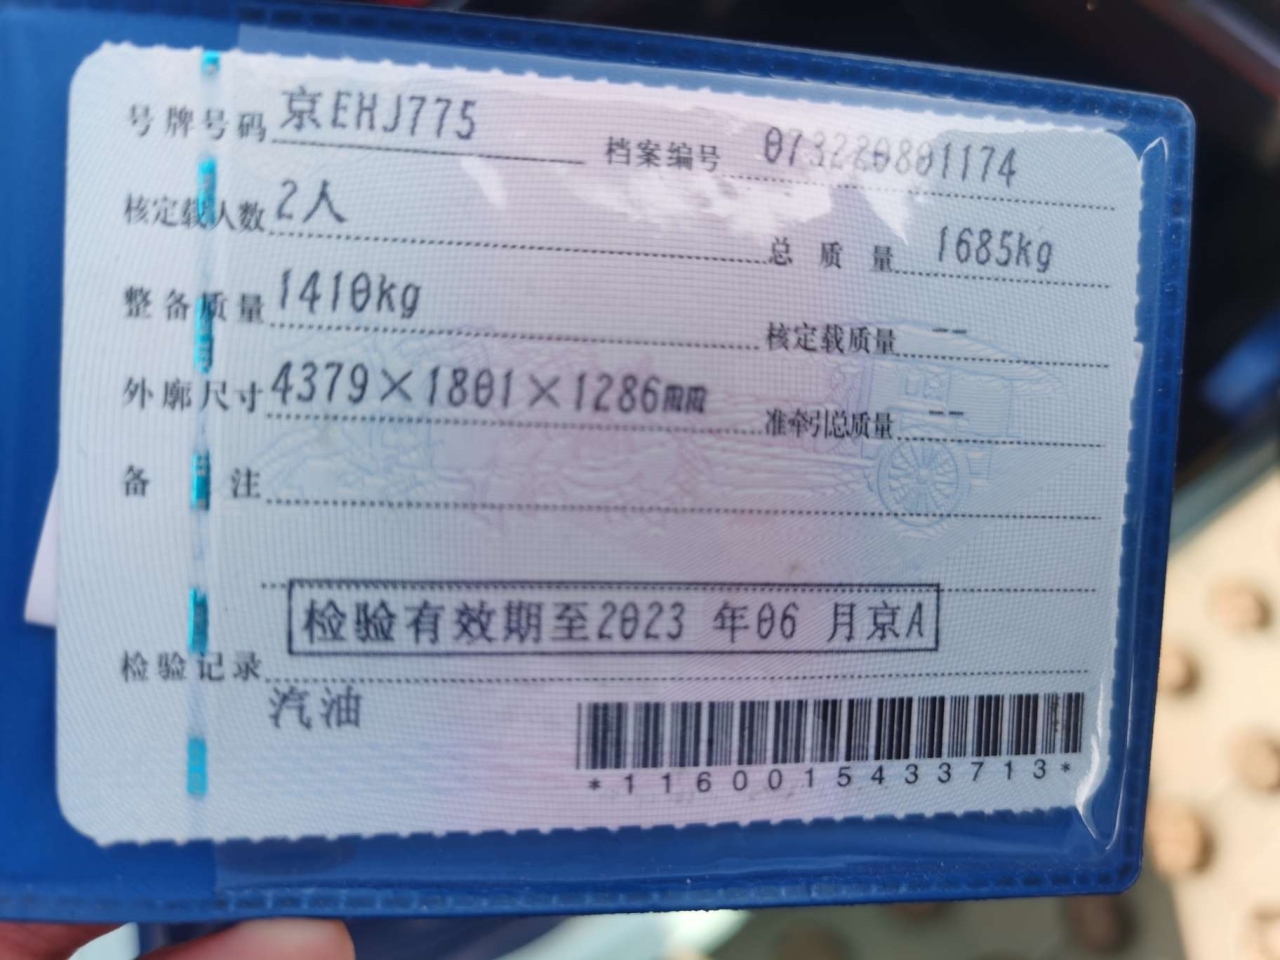 号牌号码 京EHJ775 档案编号 073220801174
核定载人数 2人 总质量 1685kg
整备质量 1410kg 核定载质量 --
外廓尺寸 4379×1801×1286mm 准牵引总质量 --
备注
检验有效期至2023 年06 月京A
检验记录
汽油
*1160015433713*